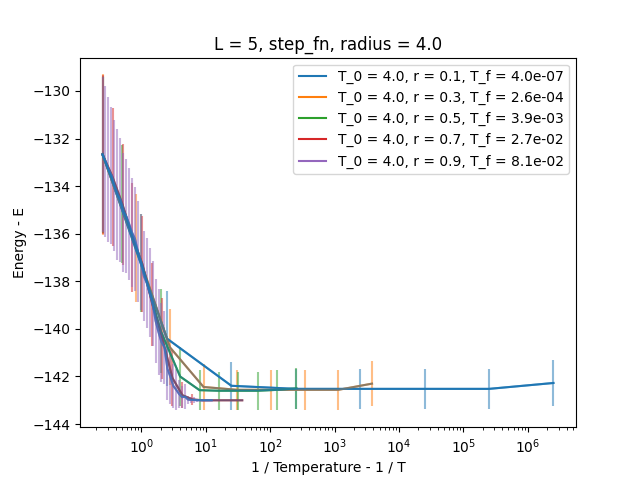 L = 5, step_fn, radius = 4.0
T_0 = 4.0, r = 0.1, T_f = 4.0e-07
T_0 = 4.0, r = 0.3, T_f = 2.6e-04
T_0 = 4.0, r = 0.5, T_f = 3.9e-03
T_0 = 4.0, r = 0.7, T_f = 2.7e-02
T_0 = 4.0, r = 0.9, T_f = 8.1e-02
Energy - E
−130
−132
−134
−136
−138
−140
−142
−144
10⁰ 10¹ 10² 10³ 10⁴ 10⁵ 10⁶
1 / Temperature - 1 / T